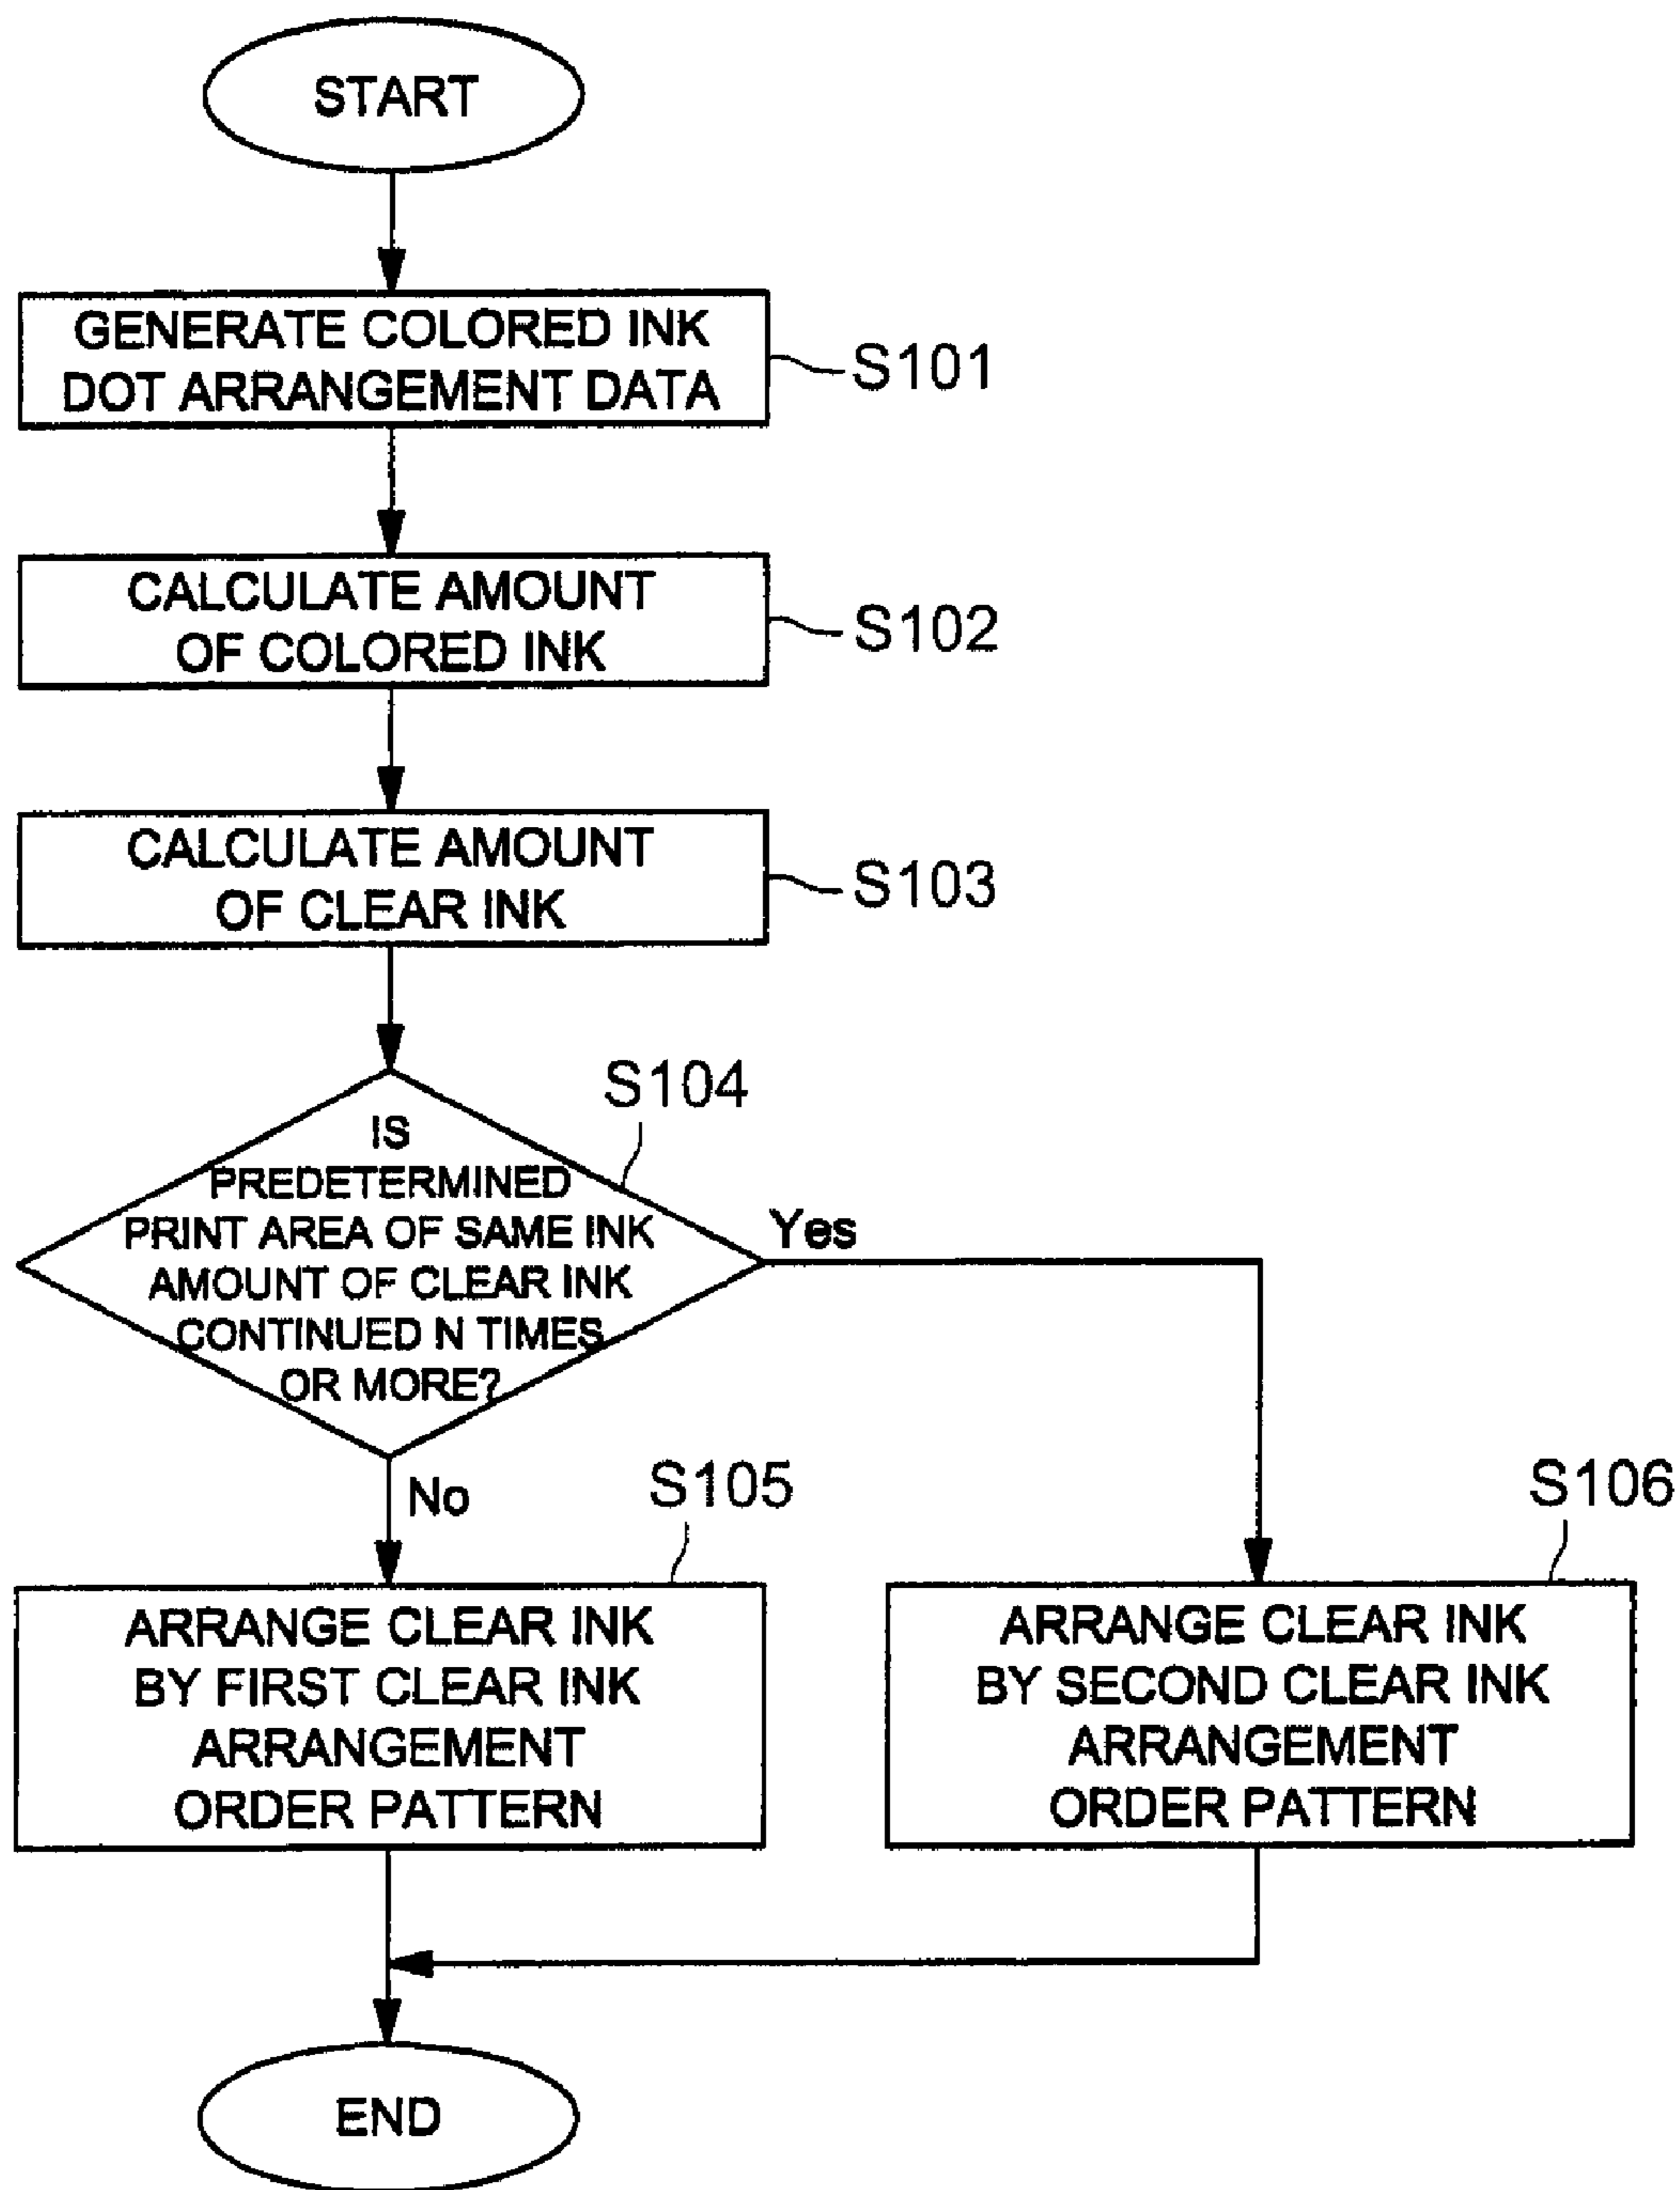 START
GENERATE COLORED INK
DOT ARRANGEMENT DATA
S101
CALCULATE AMOUNT
OF COLORED INK
S102
CALCULATE AMOUNT
OF CLEAR INK
S103
S104
IS
PREDETERMINED
PRINT AREA OF SAME INK
AMOUNT OF CLEAR INK
CONTINUED N TIMES
OR MORE?
Yes
No
S105
ARRANGE CLEAR INK
BY FIRST CLEAR INK
ARRANGEMENT
ORDER PATTERN
S106
ARRANGE CLEAR INK
BY SECOND CLEAR INK
ARRANGEMENT
ORDER PATTERN
END